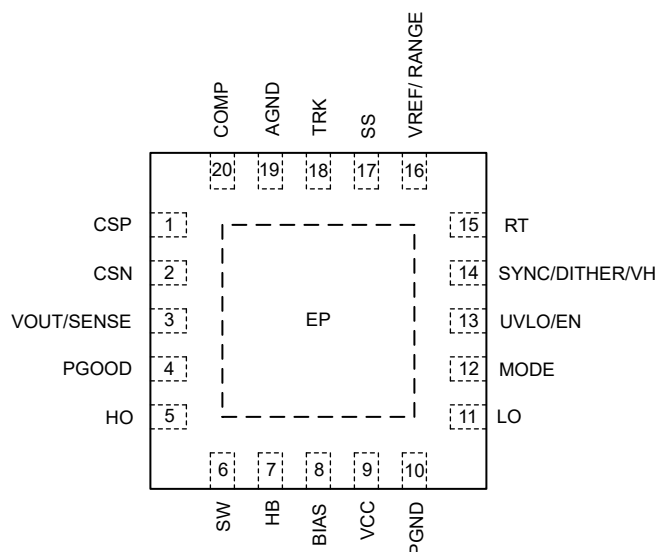 COMP
AGND
TRK
SS
VREF/ RANGE
20
19
18
17
16
CSP
1
15
RT
CSN
2
14
SYNC/DITHER/VH
VOUT/SENSE
3
EP
13
UVLO/EN
PGOOD
4
12
MODE
HO
5
11
LO
6
7
8
9
10
SW
HB
BIAS
VCC
PGND